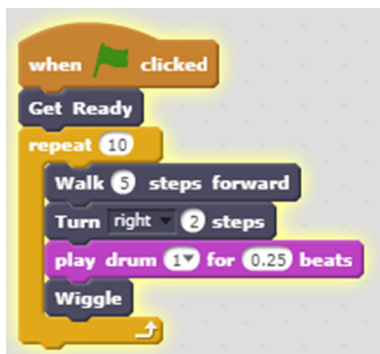 when clicked
Get Ready
repeat 10
Walk 5 steps forward
Turn right 2 steps
play drum 1 for 0.25 beats
Wiggle